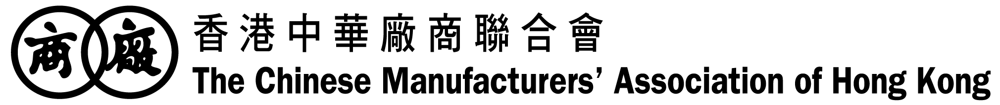 商廠
香港中華廠商聯合會
The Chinese Manufacturers’ Association of Hong Kong